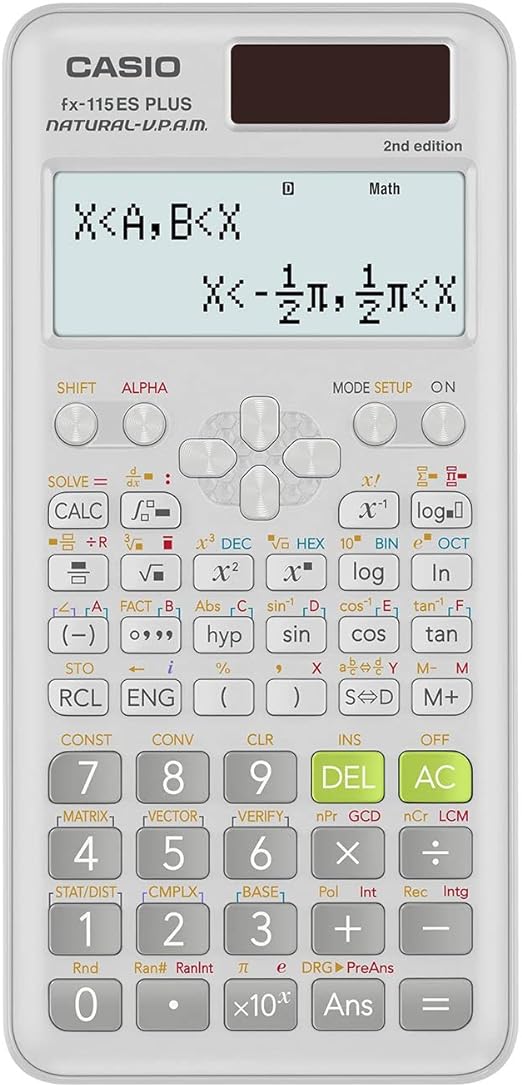 CASIO
fx-115ES PLUS
NATURAL-V.P.A.M.
2nd edition
D Math
X<A,B<X
X<-1/2π,1/2π<X
SHIFT ALPHA MODE SETUP ON
SOLVE = d/dx■ : x! Σ■ Π■
CALC ∫■ x⁻¹ log■□
■ ÷R ³√■ x³ DEC ■√□ HEX 10■ BIN e■ OCT
√■ x² x■ log ln
∠ A FACT B Abs C sin⁻¹ D cos⁻¹ E tan⁻¹ F
(−) ° ’ ” hyp sin cos tan
STO ← i % , X a b/c⇔d/c Y M− M
RCL ENG ( ) S⇔D M+
CONST CONV CLR INS OFF
7 8 9 DEL AC
MATRIX VECTOR VERIFY nPr GCD nCr LCM
4 5 6 × ÷
STAT/DIST CMPLX BASE Pol Int Rec Intg
1 2 3 + −
Rnd Ran# RanInt π e DRG▶ PreAns
0 • ×10ˣ Ans =